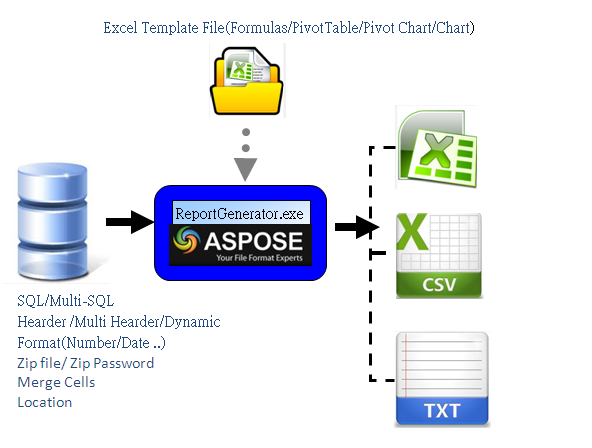 Excel Template File(Formulas/PivotTable/Pivot Chart/Chart)
ReportGenerator.exe
ASPOSE
Your File Format Experts
X
CSV
TXT
SQL/Multi-SQL
Hearder /Multi Hearder/Dynamic
Format(Number/Date ..)
Zip file/ Zip Password
Merge Cells
Location